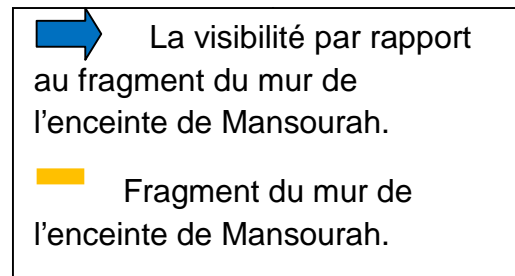 La visibilité par rapport
au fragment du mur de
l’enceinte de Mansourah.
Fragment du mur de
l’enceinte de Mansourah.